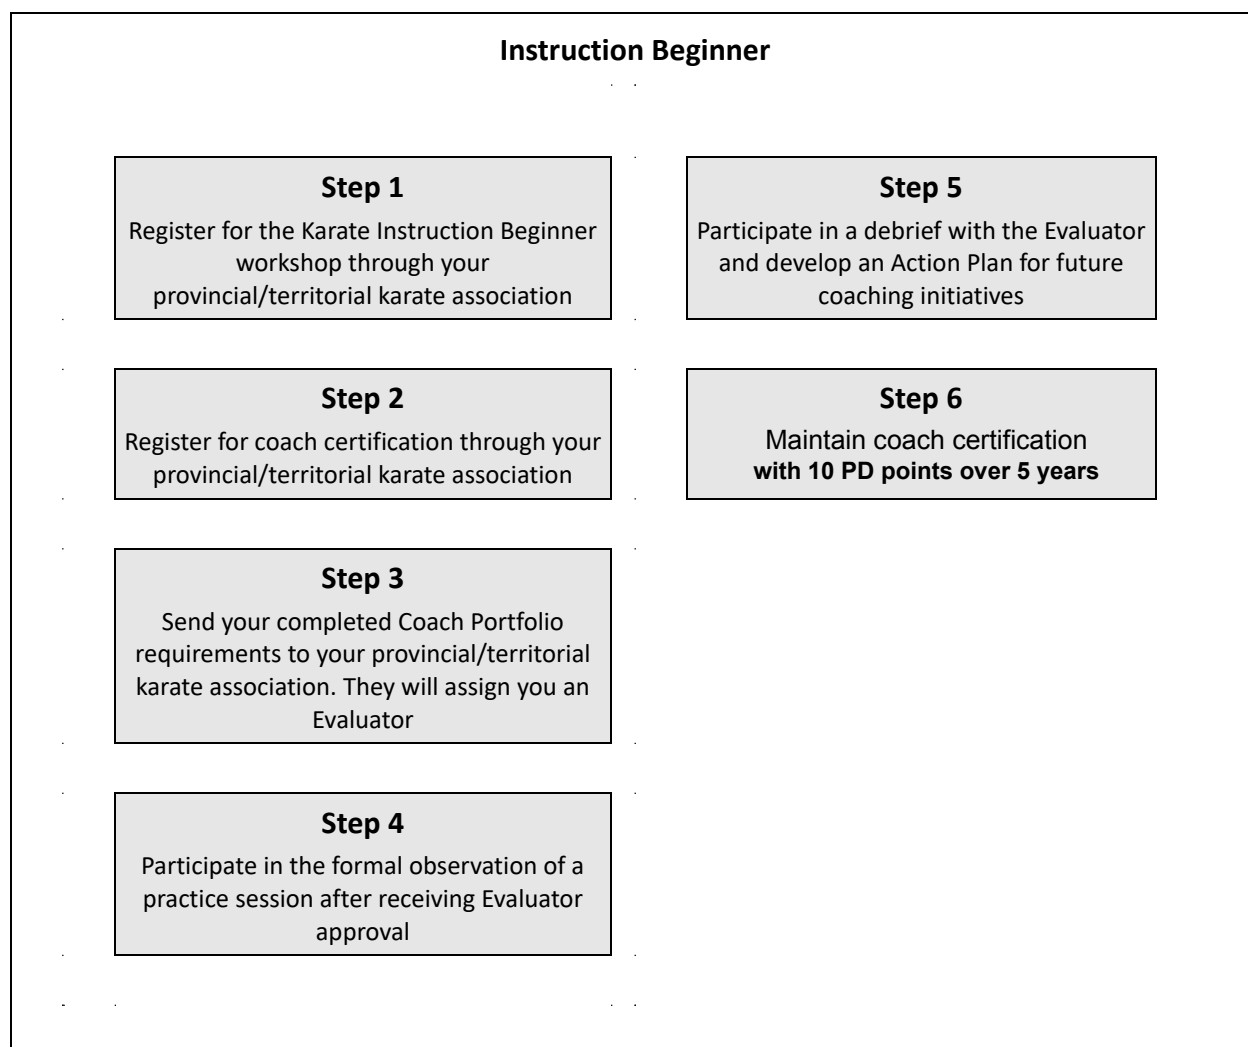 Instruction Beginner
Step 1
Register for the Karate Instruction Beginner
workshop through your
provincial/territorial karate association
Step 2
Register for coach certification through your
provincial/territorial karate association
Step 3
Send your completed Coach Portfolio
requirements to your provincial/territorial
karate association. They will assign you an
Evaluator
Step 4
Participate in the formal observation of a
practice session after receiving Evaluator
approval
Step 5
Participate in a debrief with the Evaluator
and develop an Action Plan for future
coaching initiatives
Step 6
Maintain coach certification
with 10 PD points over 5 years